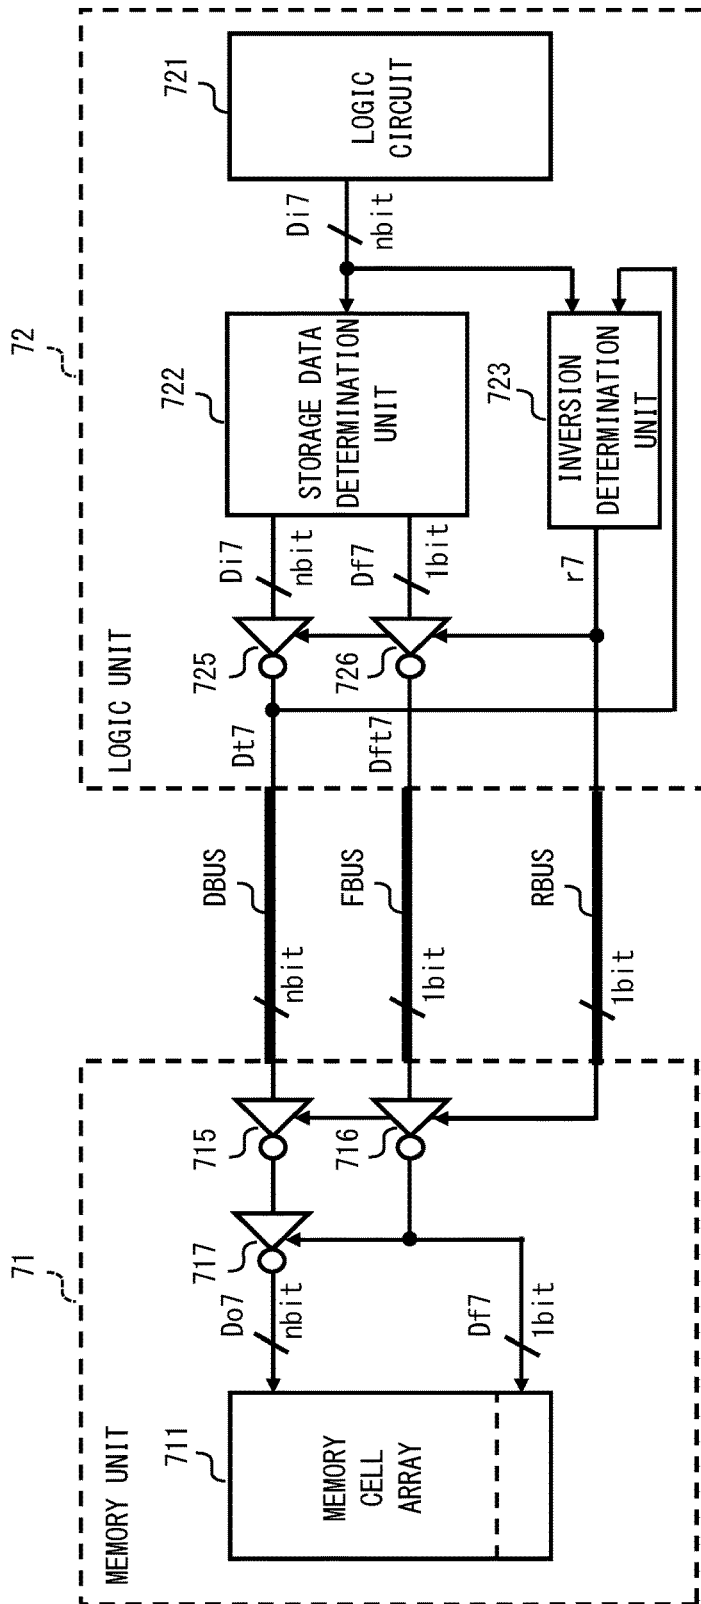 71
MEMORY UNIT
711
MEMORY
CELL
ARRAY
Do7
nbit
Df7
1bit
717
715
716
DBUS
nbit
FBUS
1bit
RBUS
1bit
72
LOGIC UNIT
Dt7
Dft7
725
726
Di7
nbit
Df7
1bit
r7
722
STORAGE DATA
DETERMINATION
UNIT
723
INVERSION
DETERMINATION
UNIT
Di7
nbit
721
LOGIC
CIRCUIT